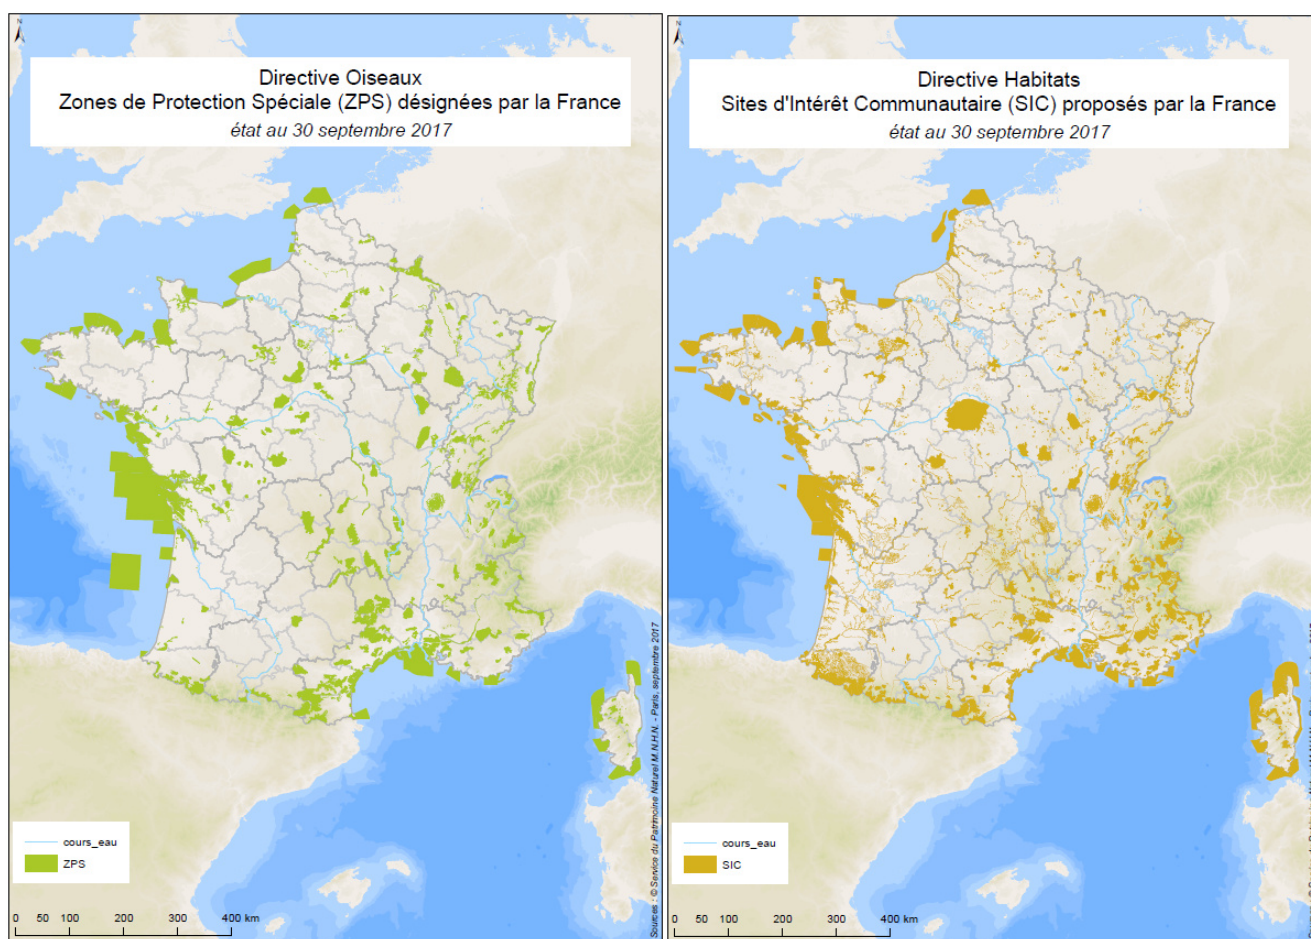 N
Directive Oiseaux
Zones de Protection Spéciale (ZPS) désignées par la France
état au 30 septembre 2017
cours_eau
ZPS
0 50 100 200 300 400 km
Sources : © Service du Patrimoine Naturel M.N.H.N. - Paris, septembre 2017
N
Directive Habitats
Sites d'Intérêt Communautaire (SIC) proposés par la France
état au 30 septembre 2017
cours_eau
SIC
0 50 100 200 300 400 km